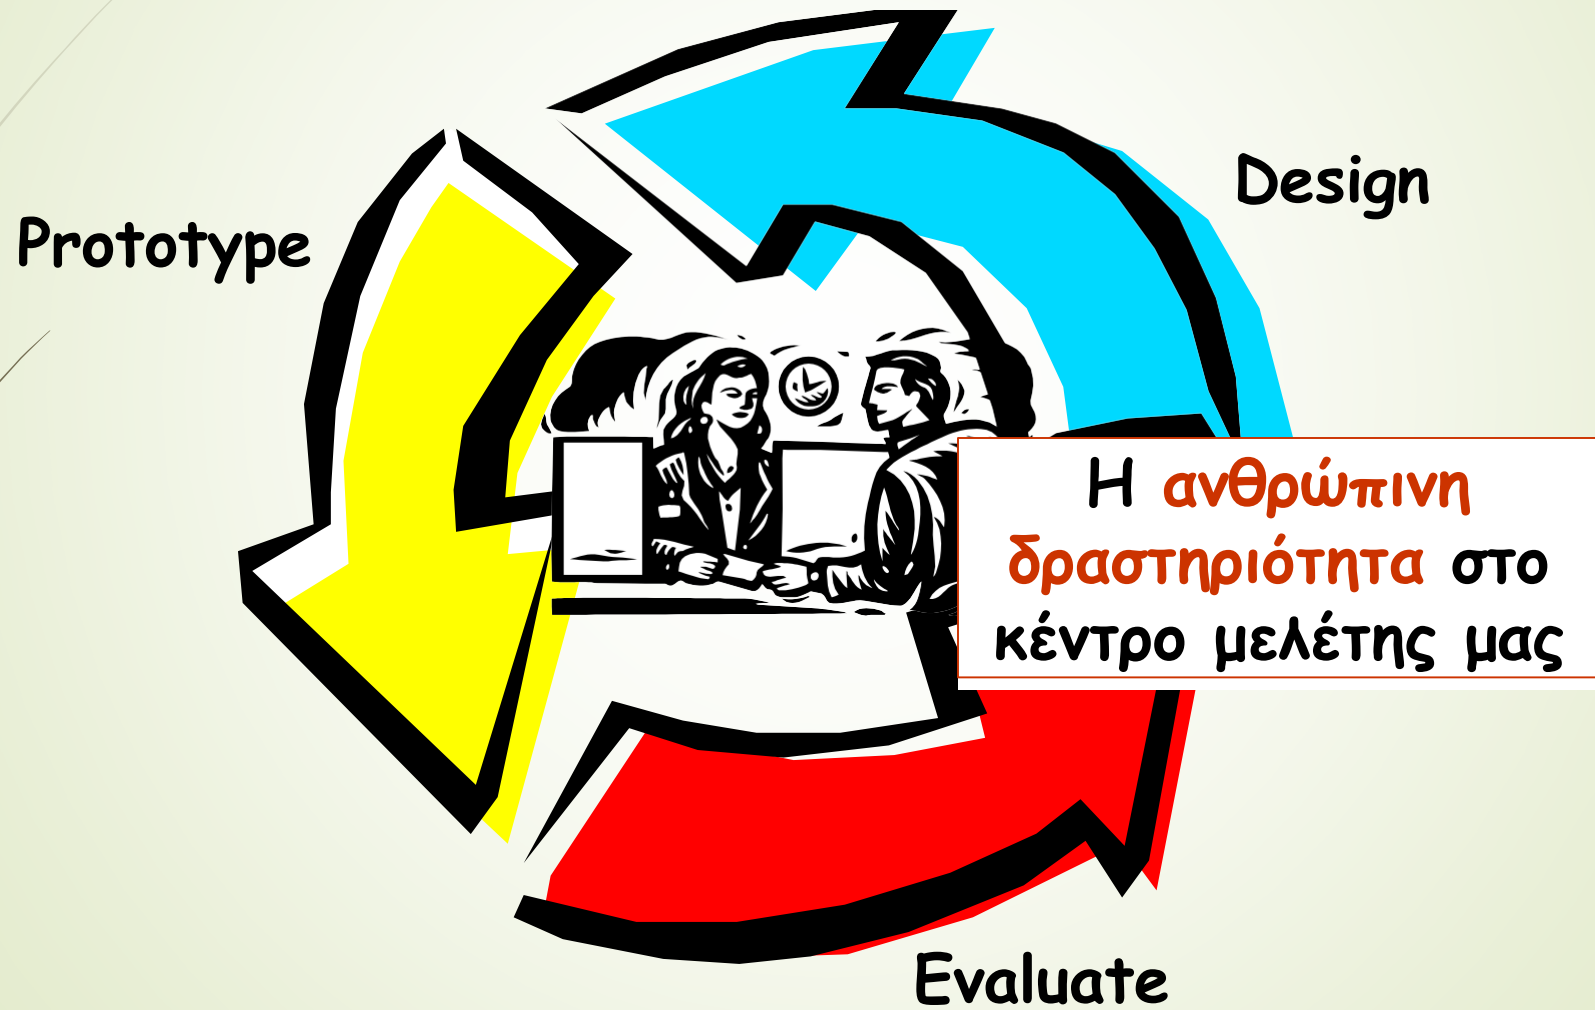 Design
Prototype
Η ανθρώπινη
δραστηριότητα στο
κέντρο μελέτης μας
Evaluate